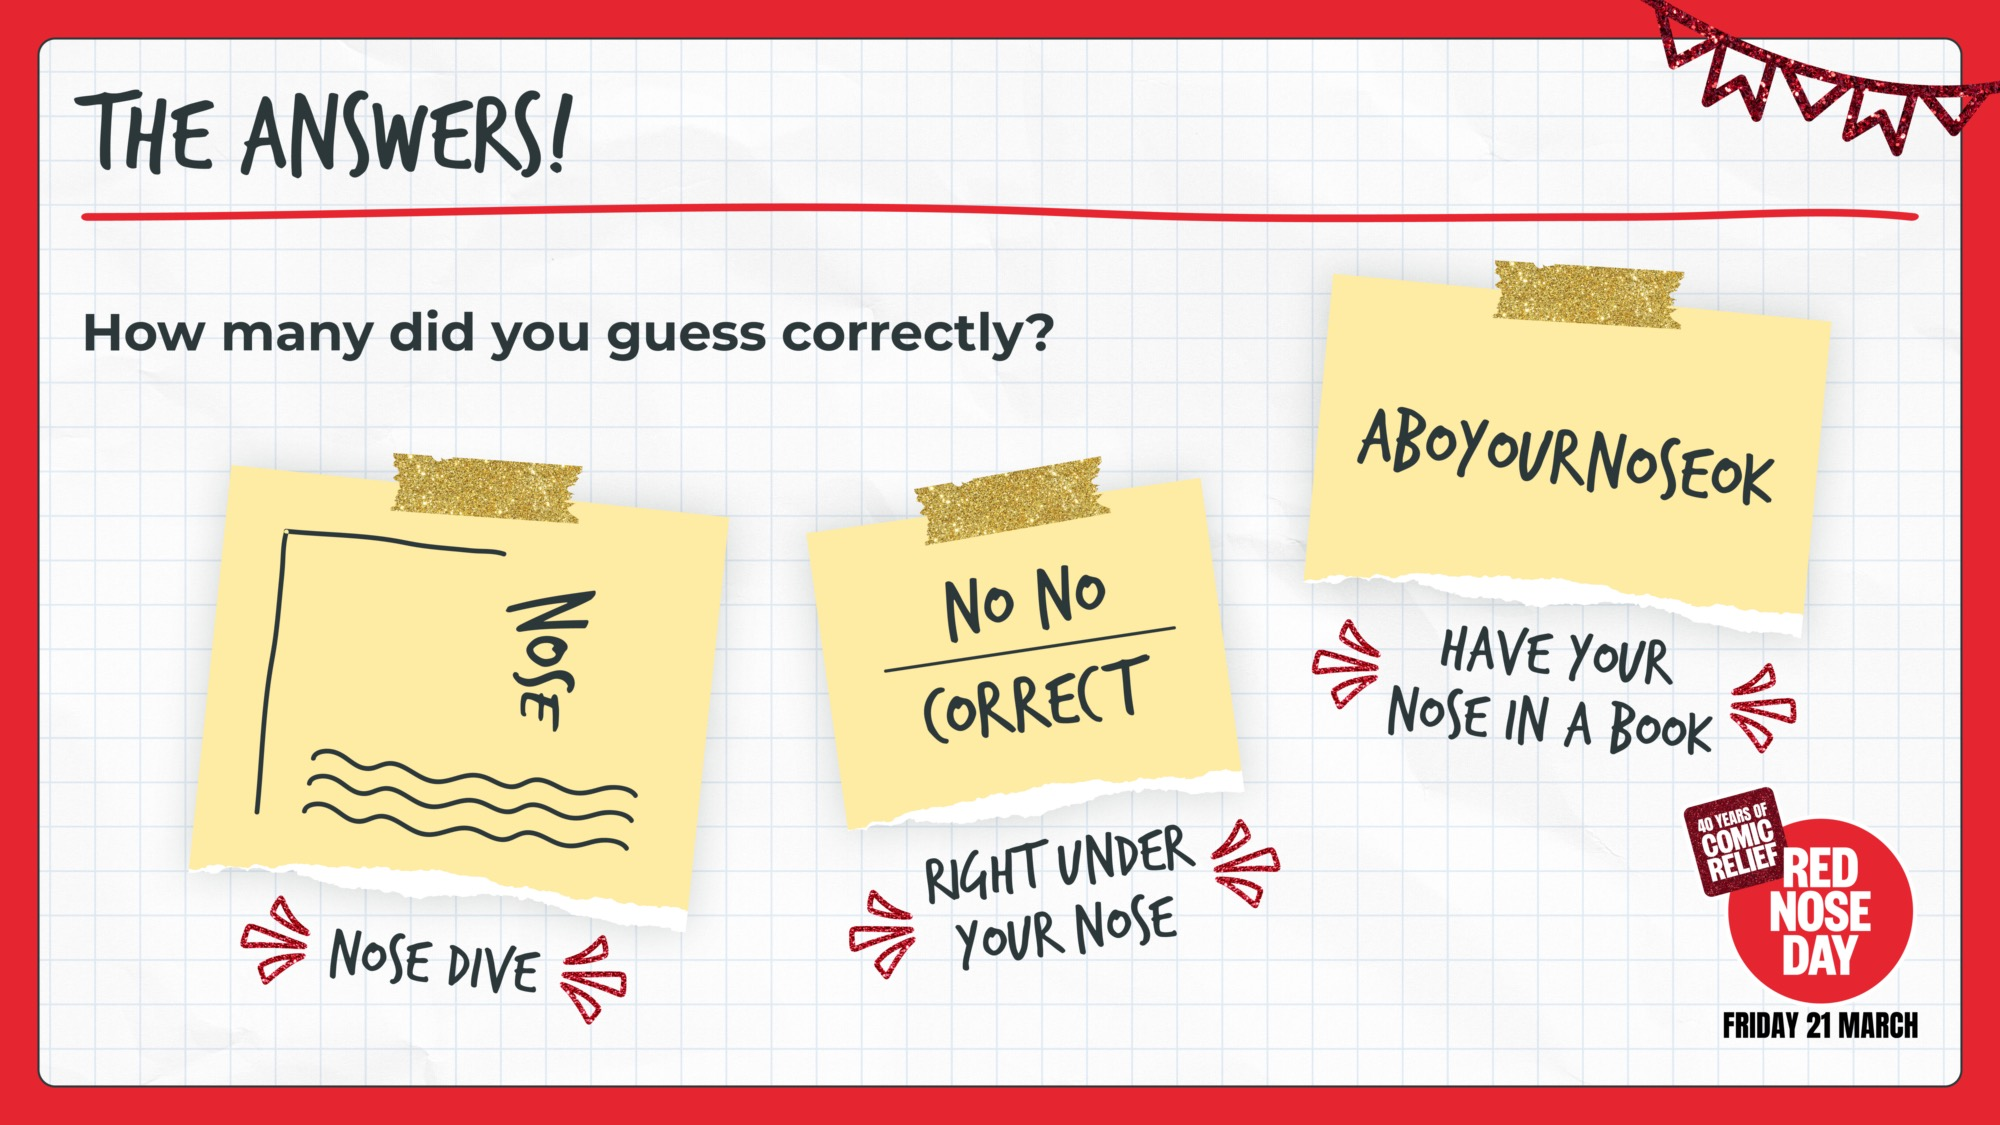 THE ANSWERS!
How many did you guess correctly?
NOSE
NOSE DIVE
NO NO
CORRECT
RIGHT UNDER
YOUR NOSE
ABOYOURNOSEOK
HAVE YOUR
NOSE IN A BOOK
40 YEARS OF
COMIC
RELIEF
RED
NOSE
DAY
FRIDAY 21 MARCH